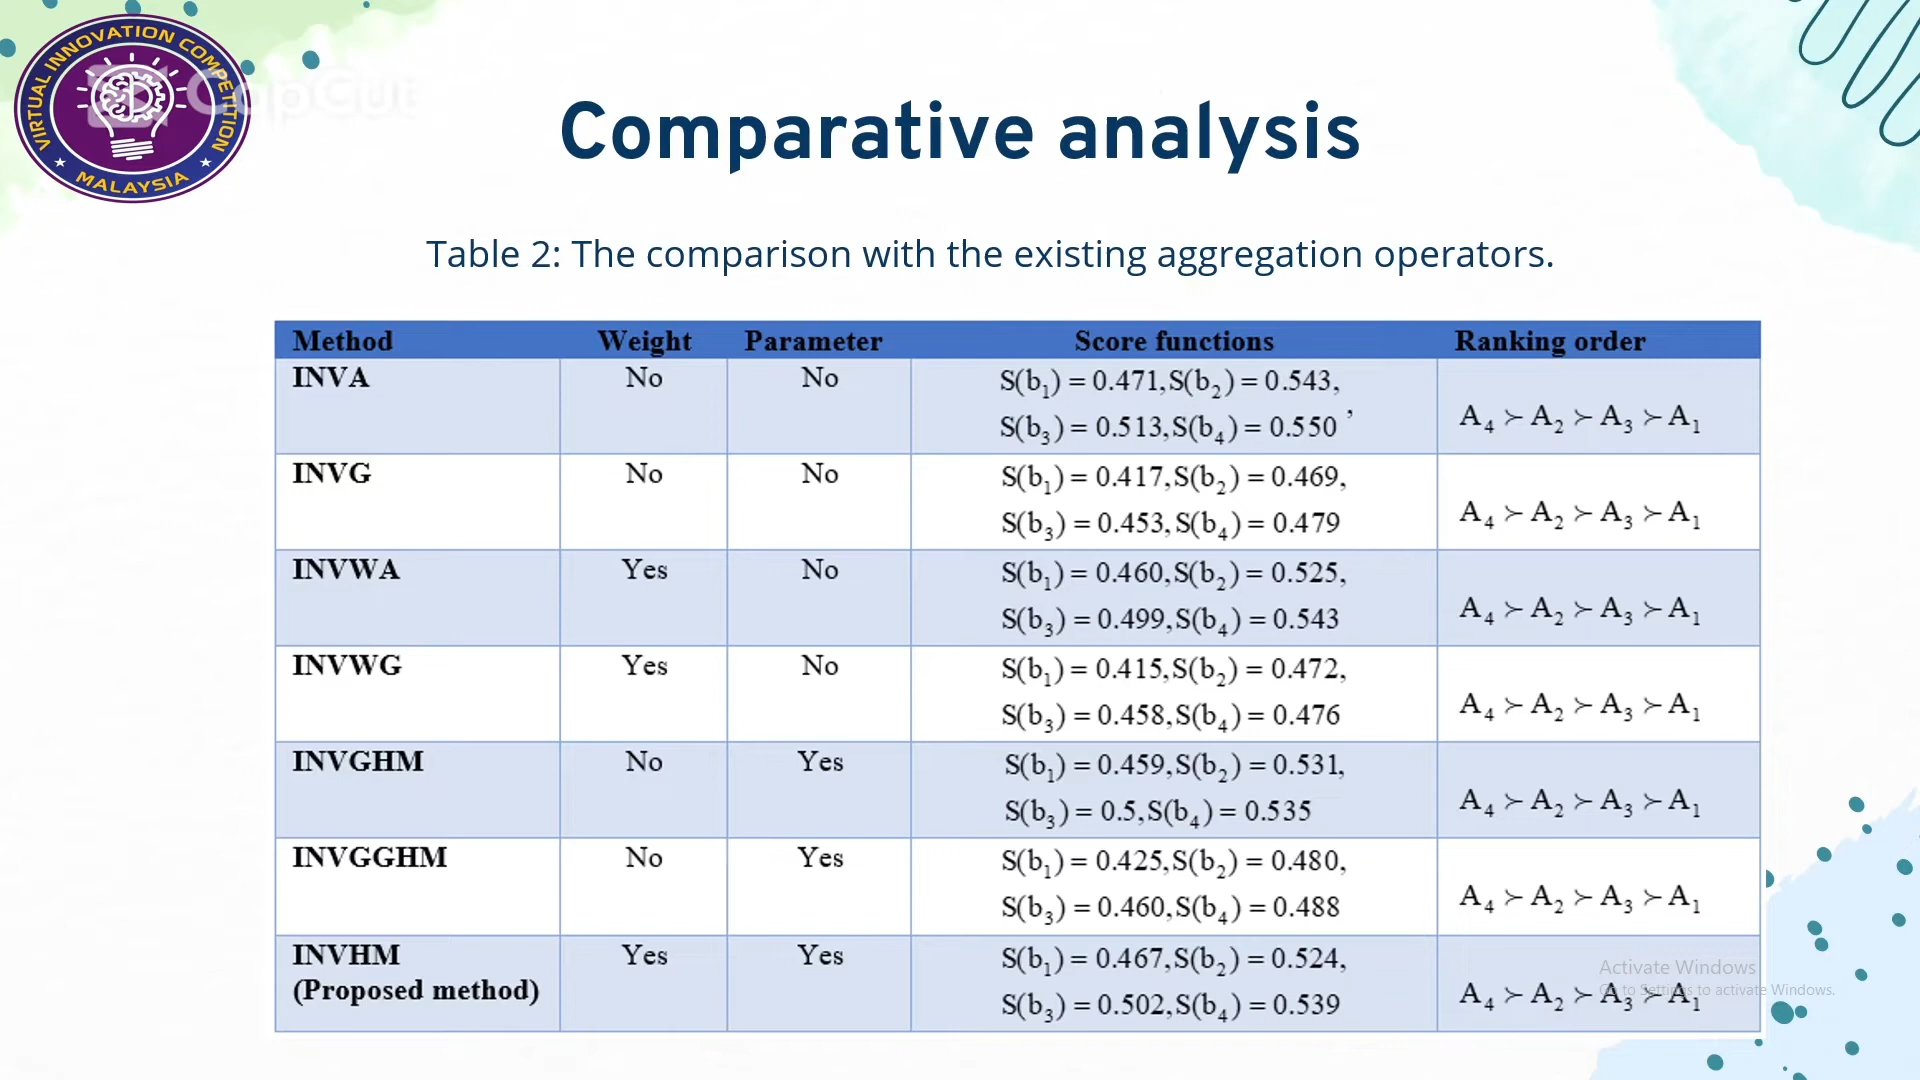 VIRTUAL INNOVATION COMPETITION
MALAYSIA
CapCut
Comparative analysis
Table 2: The comparison with the existing aggregation operators.
Method Weight Parameter Score functions Ranking order
INVA No No S(b₁) = 0.471,S(b₂) = 0.543,
S(b₃) = 0.513,S(b₄) = 0.550 ,
A₄ ≻ A₂ ≻ A₃ ≻ A₁
INVG No No S(b₁) = 0.417,S(b₂) = 0.469,
S(b₃) = 0.453,S(b₄) = 0.479
A₄ ≻ A₂ ≻ A₃ ≻ A₁
INVWA Yes No S(b₁) = 0.460,S(b₂) = 0.525,
S(b₃) = 0.499,S(b₄) = 0.543
A₄ ≻ A₂ ≻ A₃ ≻ A₁
INVWG Yes No S(b₁) = 0.415,S(b₂) = 0.472,
S(b₃) = 0.458,S(b₄) = 0.476
A₄ ≻ A₂ ≻ A₃ ≻ A₁
INVGHM No Yes S(b₁) = 0.459,S(b₂) = 0.531,
S(b₃) = 0.5,S(b₄) = 0.535
A₄ ≻ A₂ ≻ A₃ ≻ A₁
INVGGHM No Yes S(b₁) = 0.425,S(b₂) = 0.480,
S(b₃) = 0.460,S(b₄) = 0.488
A₄ ≻ A₂ ≻ A₃ ≻ A₁
INVHM Yes Yes S(b₁) = 0.467,S(b₂) = 0.524,
(Proposed method) S(b₃) = 0.502,S(b₄) = 0.539
A₄ ≻ A₂ ≻ A₃ ≻ A₁
Activate Windows
Go to Settings to activate Windows.